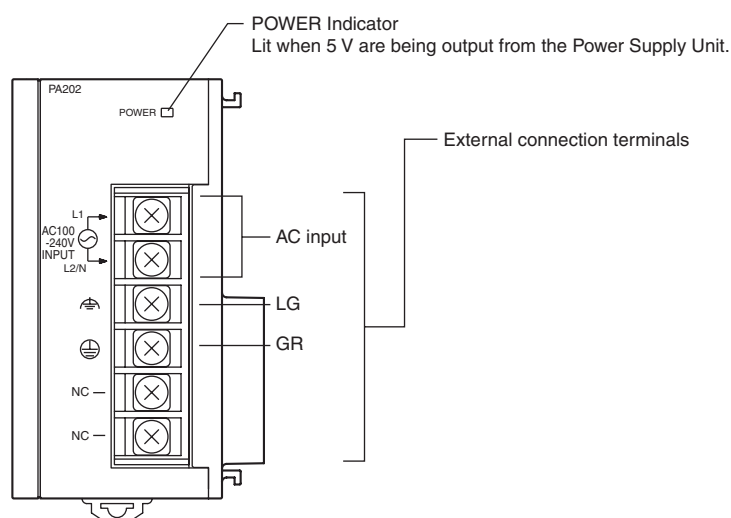 POWER Indicator
Lit when 5 V are being output from the Power Supply Unit.
PA202
POWER
External connection terminals
L1
AC100
-240V
INPUT
L2/N
AC input
LG
GR
NC
NC